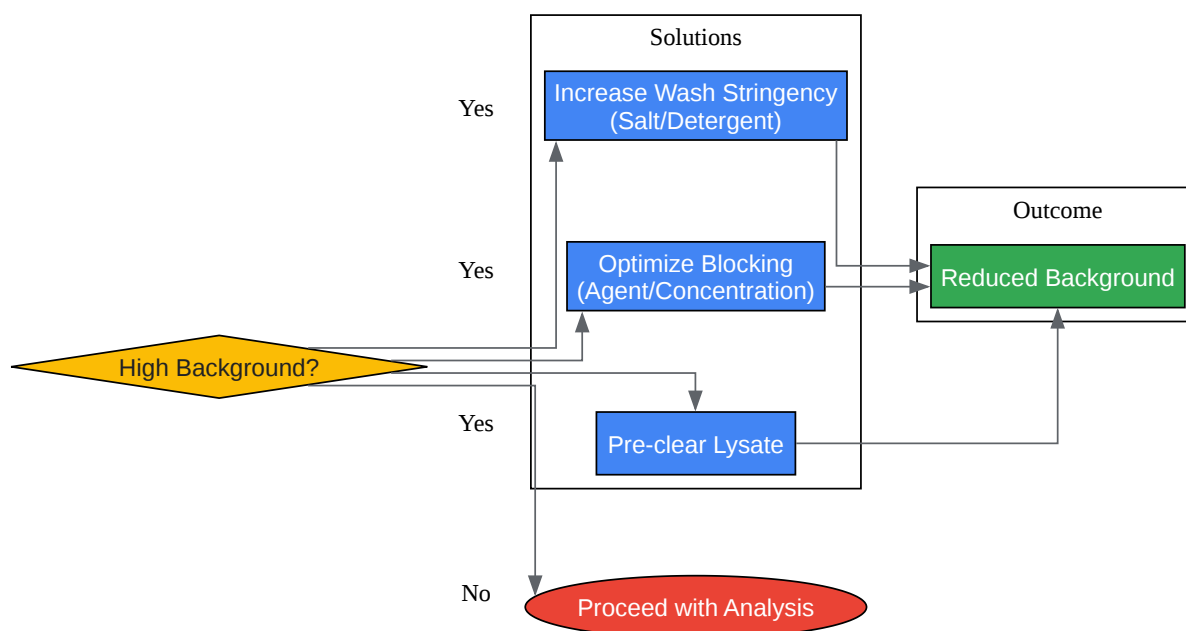 Solutions
Yes
Increase Wash Stringency
(Salt/Detergent)
Outcome
Yes
Optimize Blocking
(Agent/Concentration)
Reduced Background
High Background?
Yes
Pre-clear Lysate
No
Proceed with Analysis